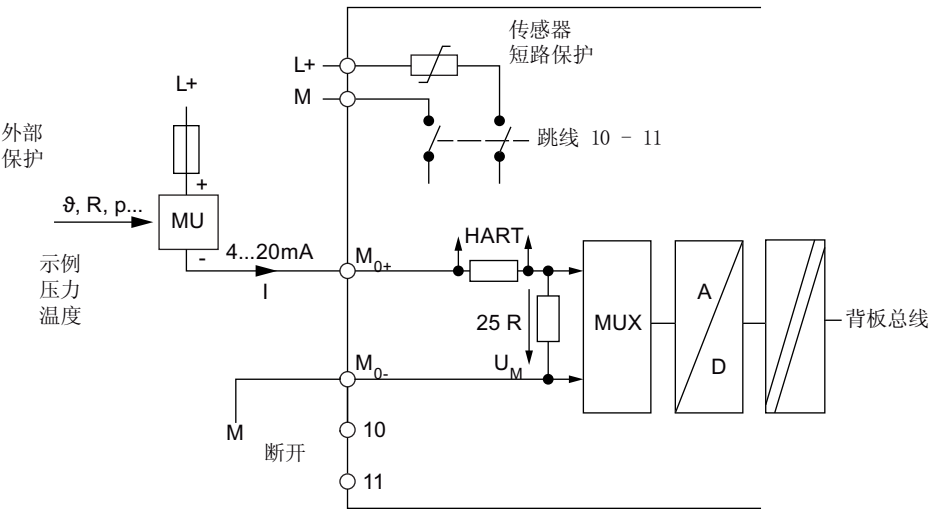 传感器
短路保护
L+
M
跳线 10 - 11
L+
外部
保护
+
ϑ, R, p...
MU
-
4...20mA
I
示例
压力
温度
M0+
HART
25 R
UM
MUX
A
D
背板总线
M0-
M
断开
10
11